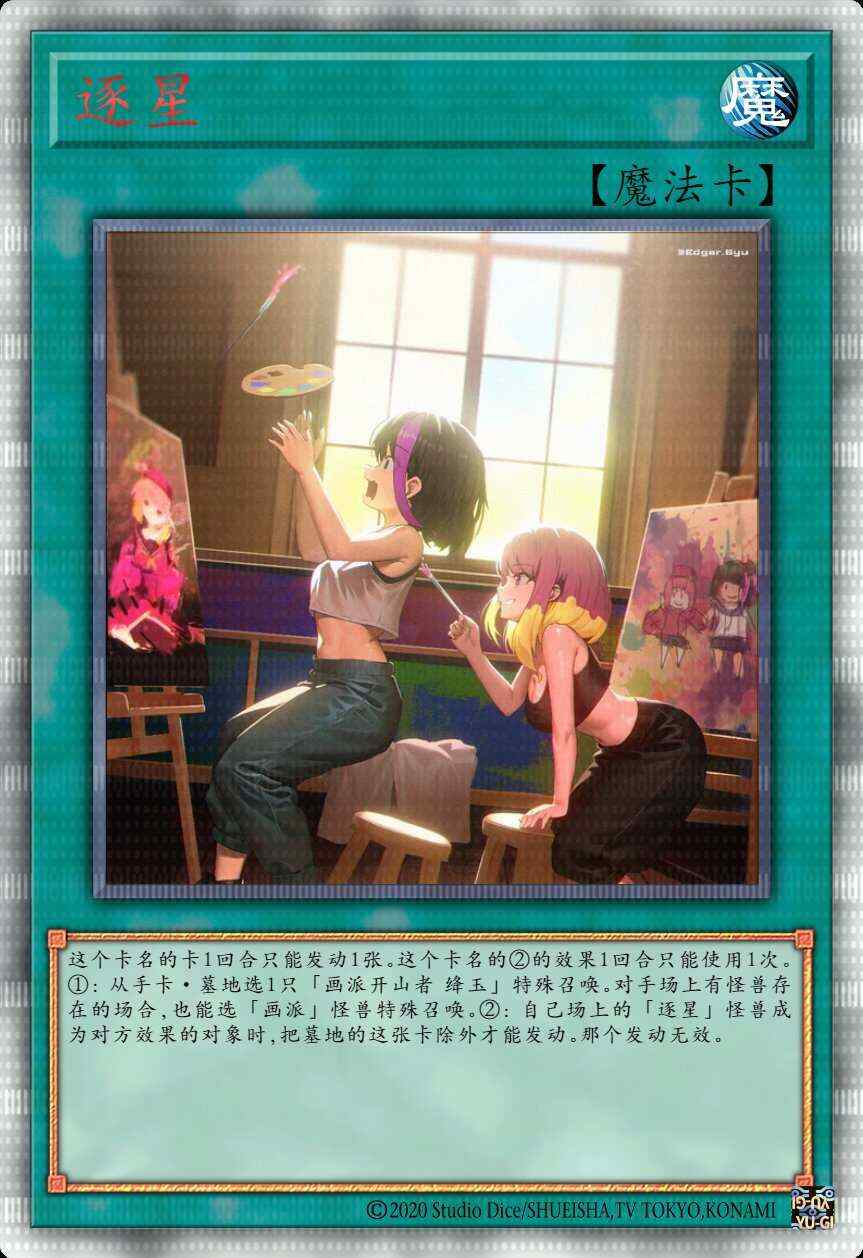 逐星
魔
【魔法卡】
@Edgar.Gyu
这个卡名的卡1回合只能发动1张。这个卡名的②的效果1回合只能使用1次。
①：从手卡·墓地选1只「画派开山者 绛玉」特殊召唤。对手场上有怪兽存
在的场合，也能选「画派」怪兽特殊召唤。②：自己场上的「逐星」怪兽成
为对方效果的对象时，把墓地的这张卡除外才能发动。那个发动无效。
©2020 Studio Dice/SHUEISHA,TV TOKYO,KONAMI
YU-GI
YU-GI